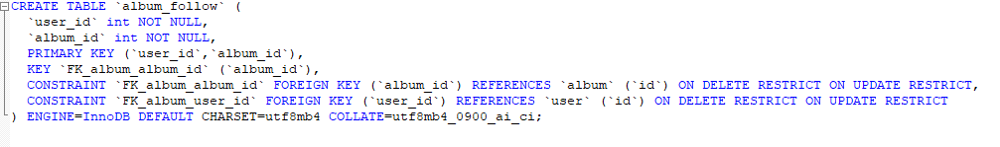 CREATE TABLE `album_follow` (
`user_id` int NOT NULL,
`album_id` int NOT NULL,
PRIMARY KEY (`user_id`,`album_id`),
KEY `FK_album_album_id` (`album_id`),
CONSTRAINT `FK_album_album_id` FOREIGN KEY (`album_id`) REFERENCES `album` (`id`) ON DELETE RESTRICT ON UPDATE RESTRICT,
CONSTRAINT `FK_album_user_id` FOREIGN KEY (`user_id`) REFERENCES `user` (`id`) ON DELETE RESTRICT ON UPDATE RESTRICT
) ENGINE=InnoDB DEFAULT CHARSET=utf8mb4 COLLATE=utf8mb4_0900_ai_ci;